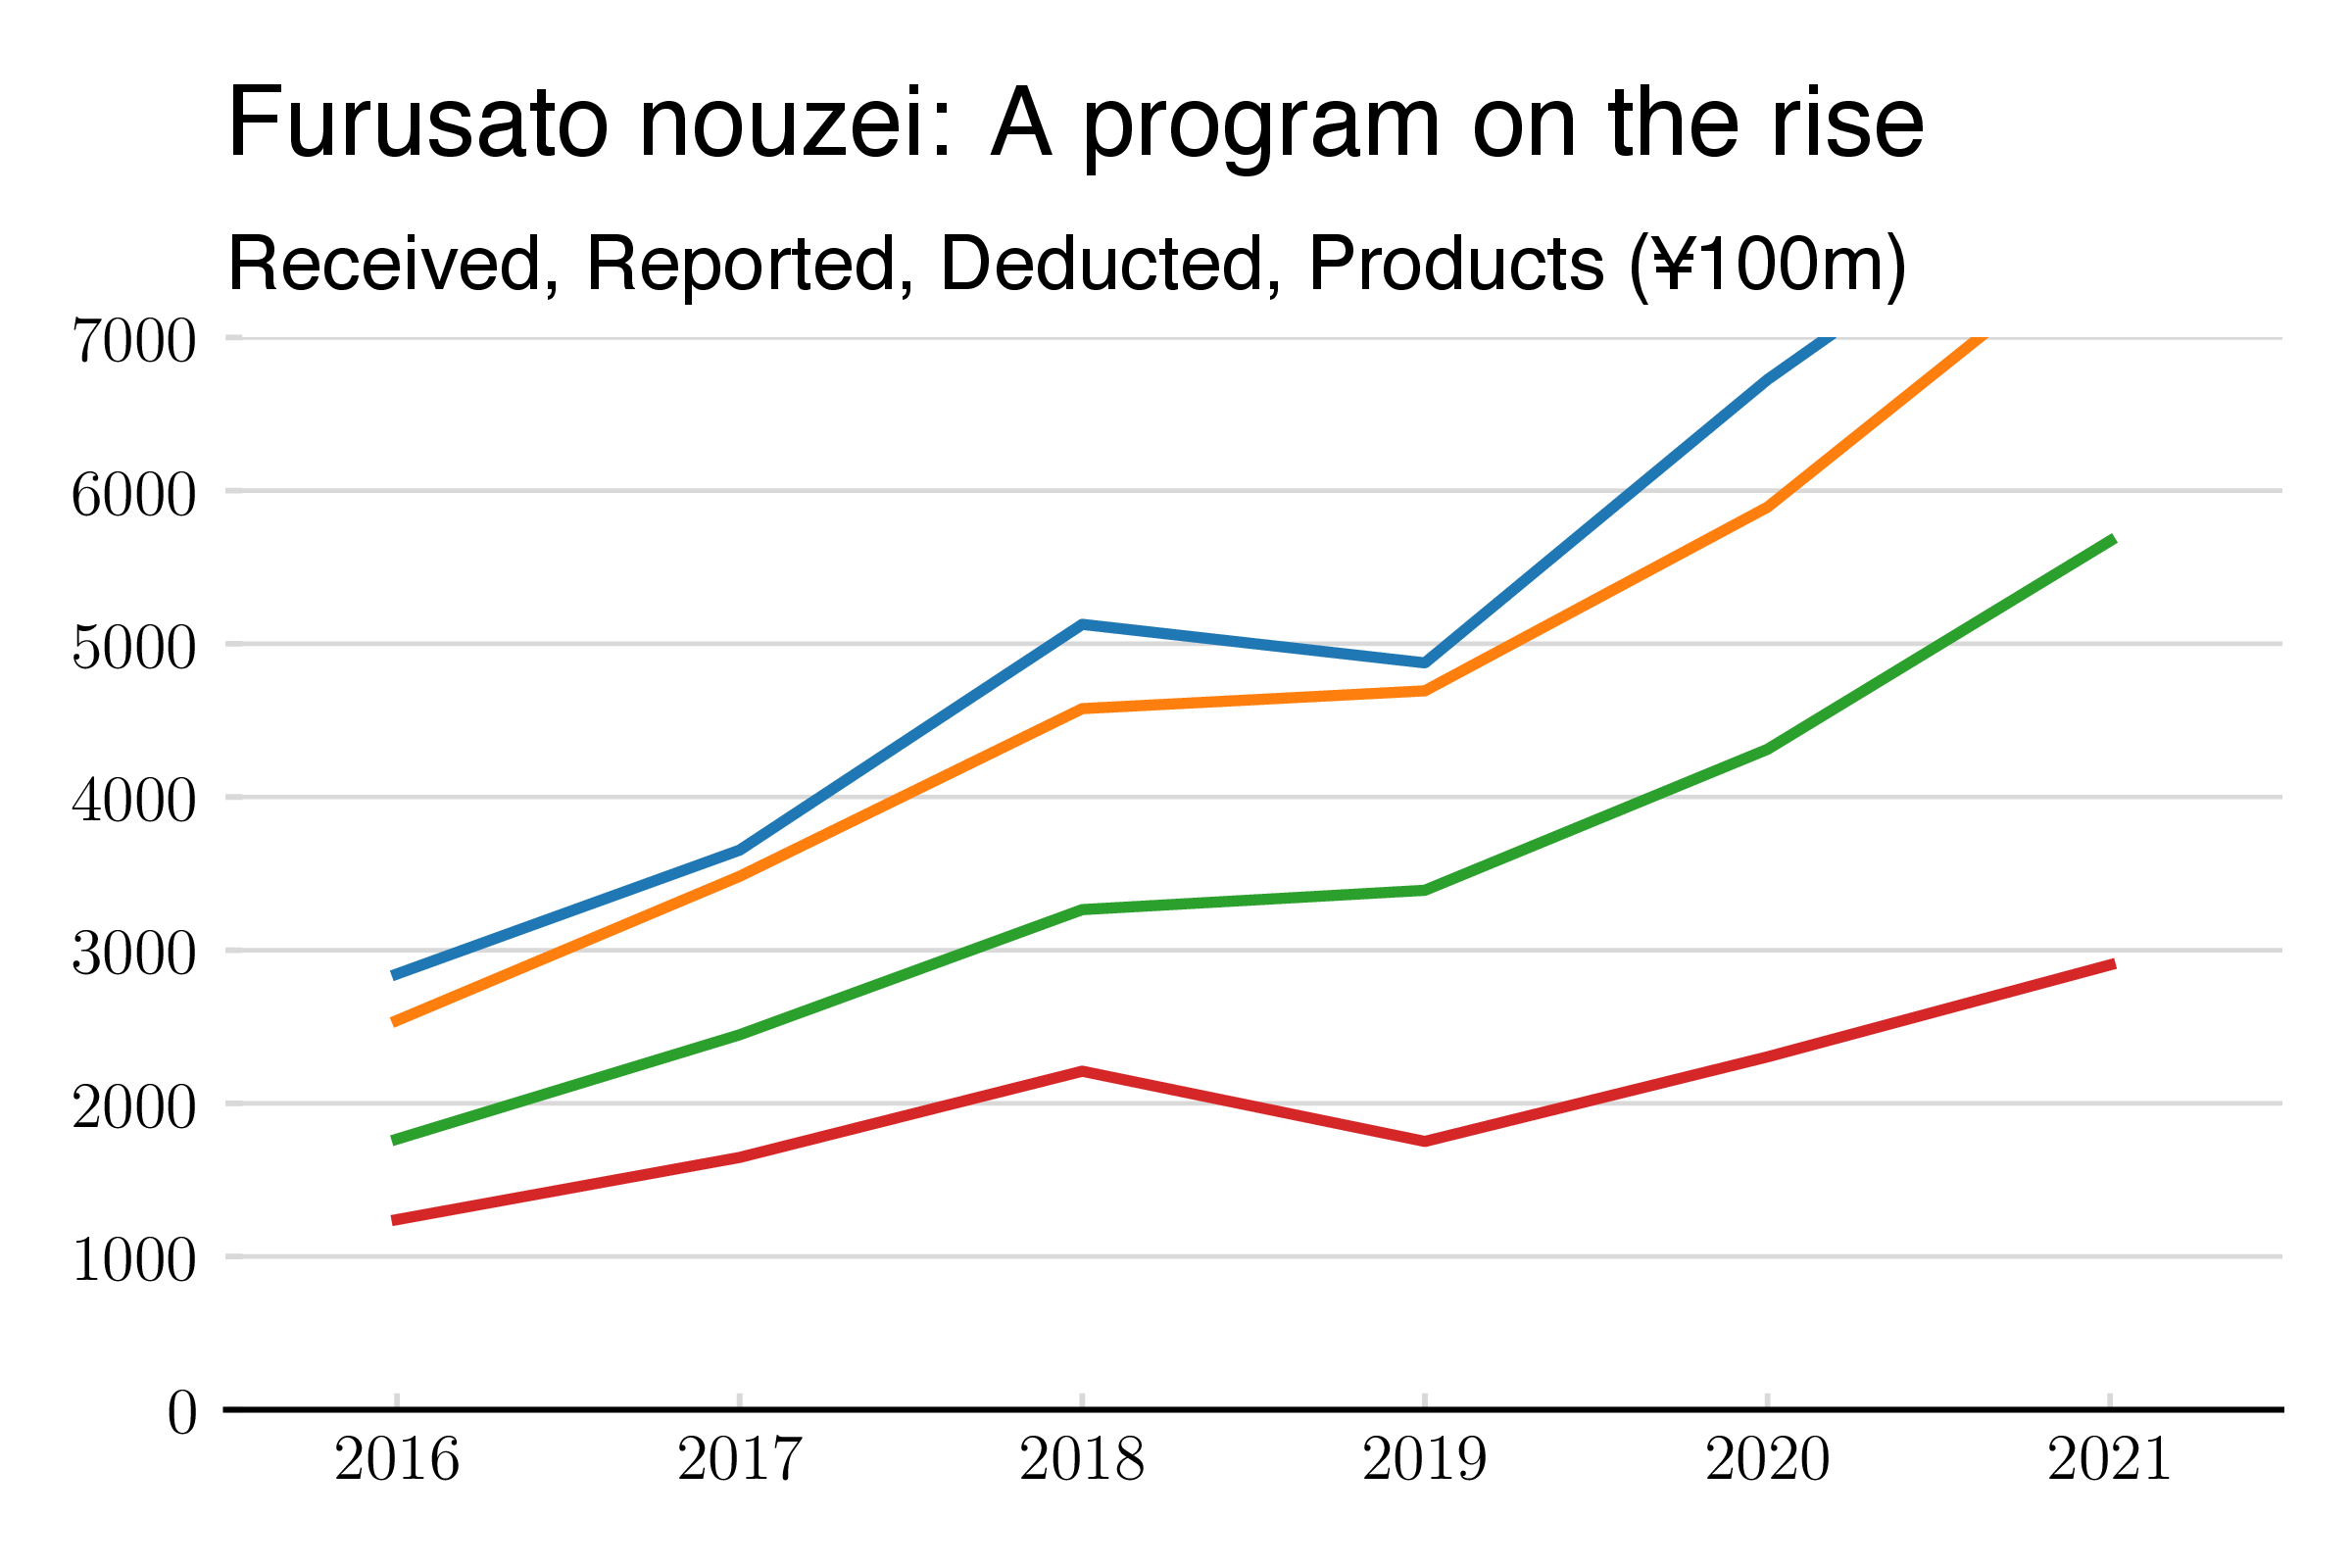 Furusato nouzei: A program on the rise
Received, Reported, Deducted, Products (¥100m)
7000
6000
5000
4000
3000
2000
1000
0
2016 2017 2018 2019 2020 2021